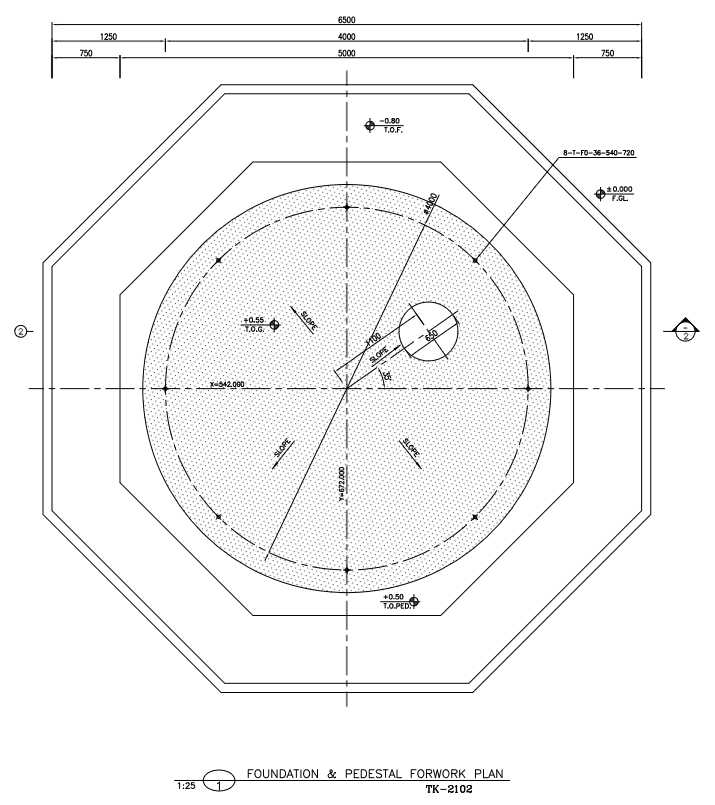 6500
1250 4000 1250
750 5000 750
-0.80
T.O.F.
8-T-FD-36-540-720
±0.000
F.GL.
ø4000
+0.55
T.O.G.
SLOPE
1100
650
SLOPE
35°
2
-
2
X=542.000
SLOPE
SLOPE
Y=672.000
+0.50
T.O.PED.
FOUNDATION & PEDESTAL FORWORK PLAN
1:25 1 TK-2102